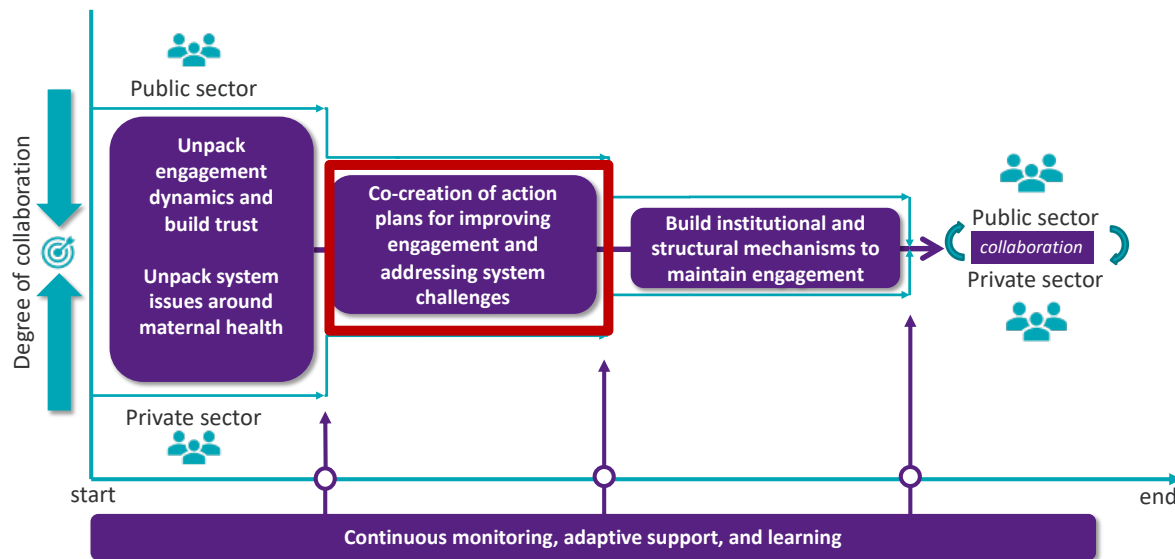 Public sector
Degree of collaboration
Unpack
engagement
dynamics and
build trust
Unpack system
issues around
maternal health
Co-creation of action
plans for improving
engagement and
addressing system
challenges
Build institutional and
structural mechanisms to
maintain engagement
Public sector
collaboration
Private sector
Private sector
start
end
Continuous monitoring, adaptive support, and learning